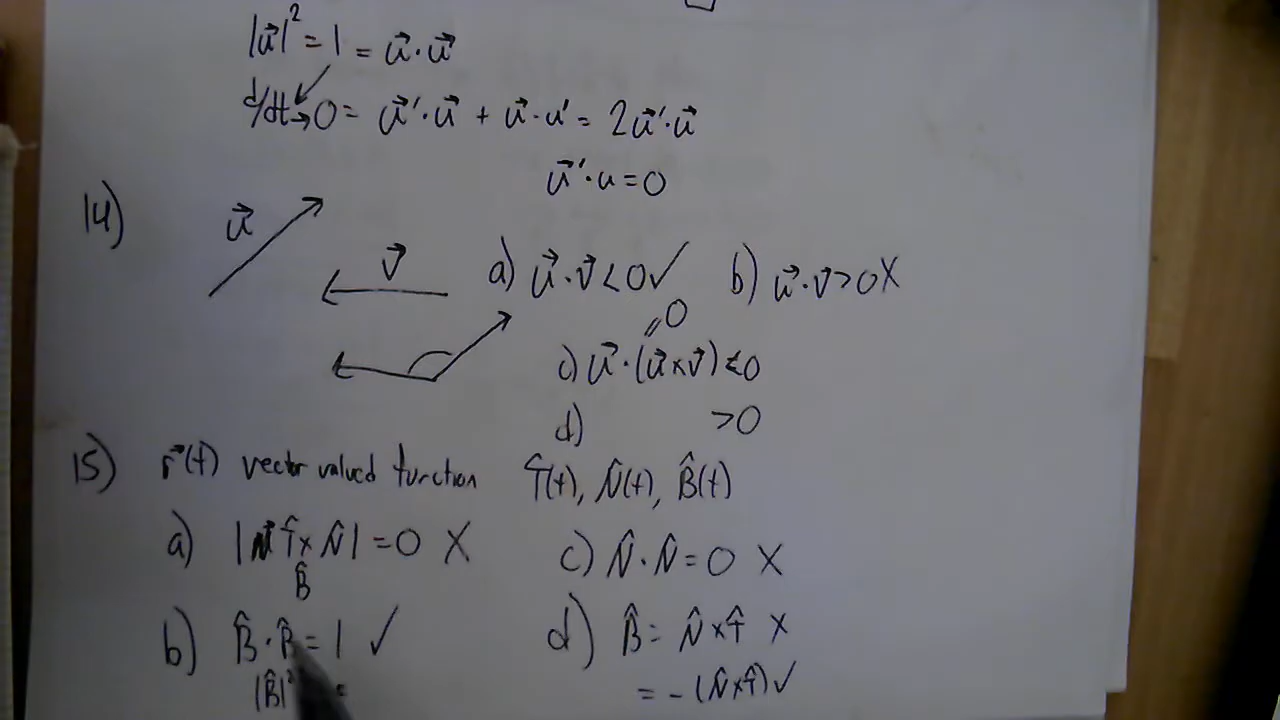 |u⃗|² = 1 = u⃗·u⃗
d/dt → 0 = u⃗'·u⃗ + u⃗·u' = 2u⃗'·u⃗
u⃗'·u = 0
14) u⃗
v⃗ a) u⃗·v⃗ < 0 ✓ b) u⃗·v⃗ > 0 X
= 0
c) u⃗·(u⃗×v⃗) < 0
d) > 0
15) r⃗(t) vector valued function T̂(t), N̂(t), B̂(t)
a) |T̂×N̂| = 0 X c) N̂·N̂ = 0 X
B̂
b) B̂·B̂ = 1 ✓ d) B̂ = N̂×T̂ X
|B̂|² = -(N̂×T̂) ✓